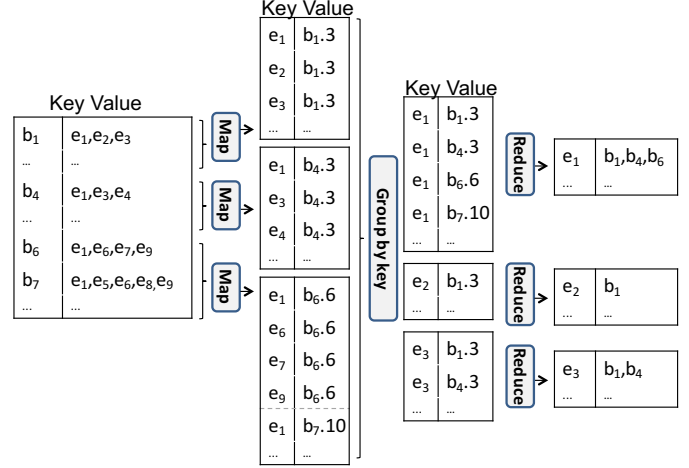 Key Value
b1 e1,e2,e3
... ...
b4 e1,e3,e4
... ...
b6 e1,e6,e7,e9
b7 e1,e5,e6,e8,e9
... ...
Map
Map
Map
Key Value
e1 b1.3
e2 b1.3
e3 b1.3
... ...
e1 b4.3
e3 b4.3
e4 b4.3
... ...
e1 b6.6
e6 b6.6
e7 b6.6
e9 b6.6
e1 b7.10
... ...
Group by key
Key Value
e1 b1.3
e1 b4.3
e1 b6.6
e1 b7.10
... ...
e2 b1.3
... ...
e3 b1.3
e3 b4.3
... ...
Reduce
Reduce
Reduce
e1 b1,b4,b6
... ...
e2 b1
... ...
e3 b1,b4
... ...